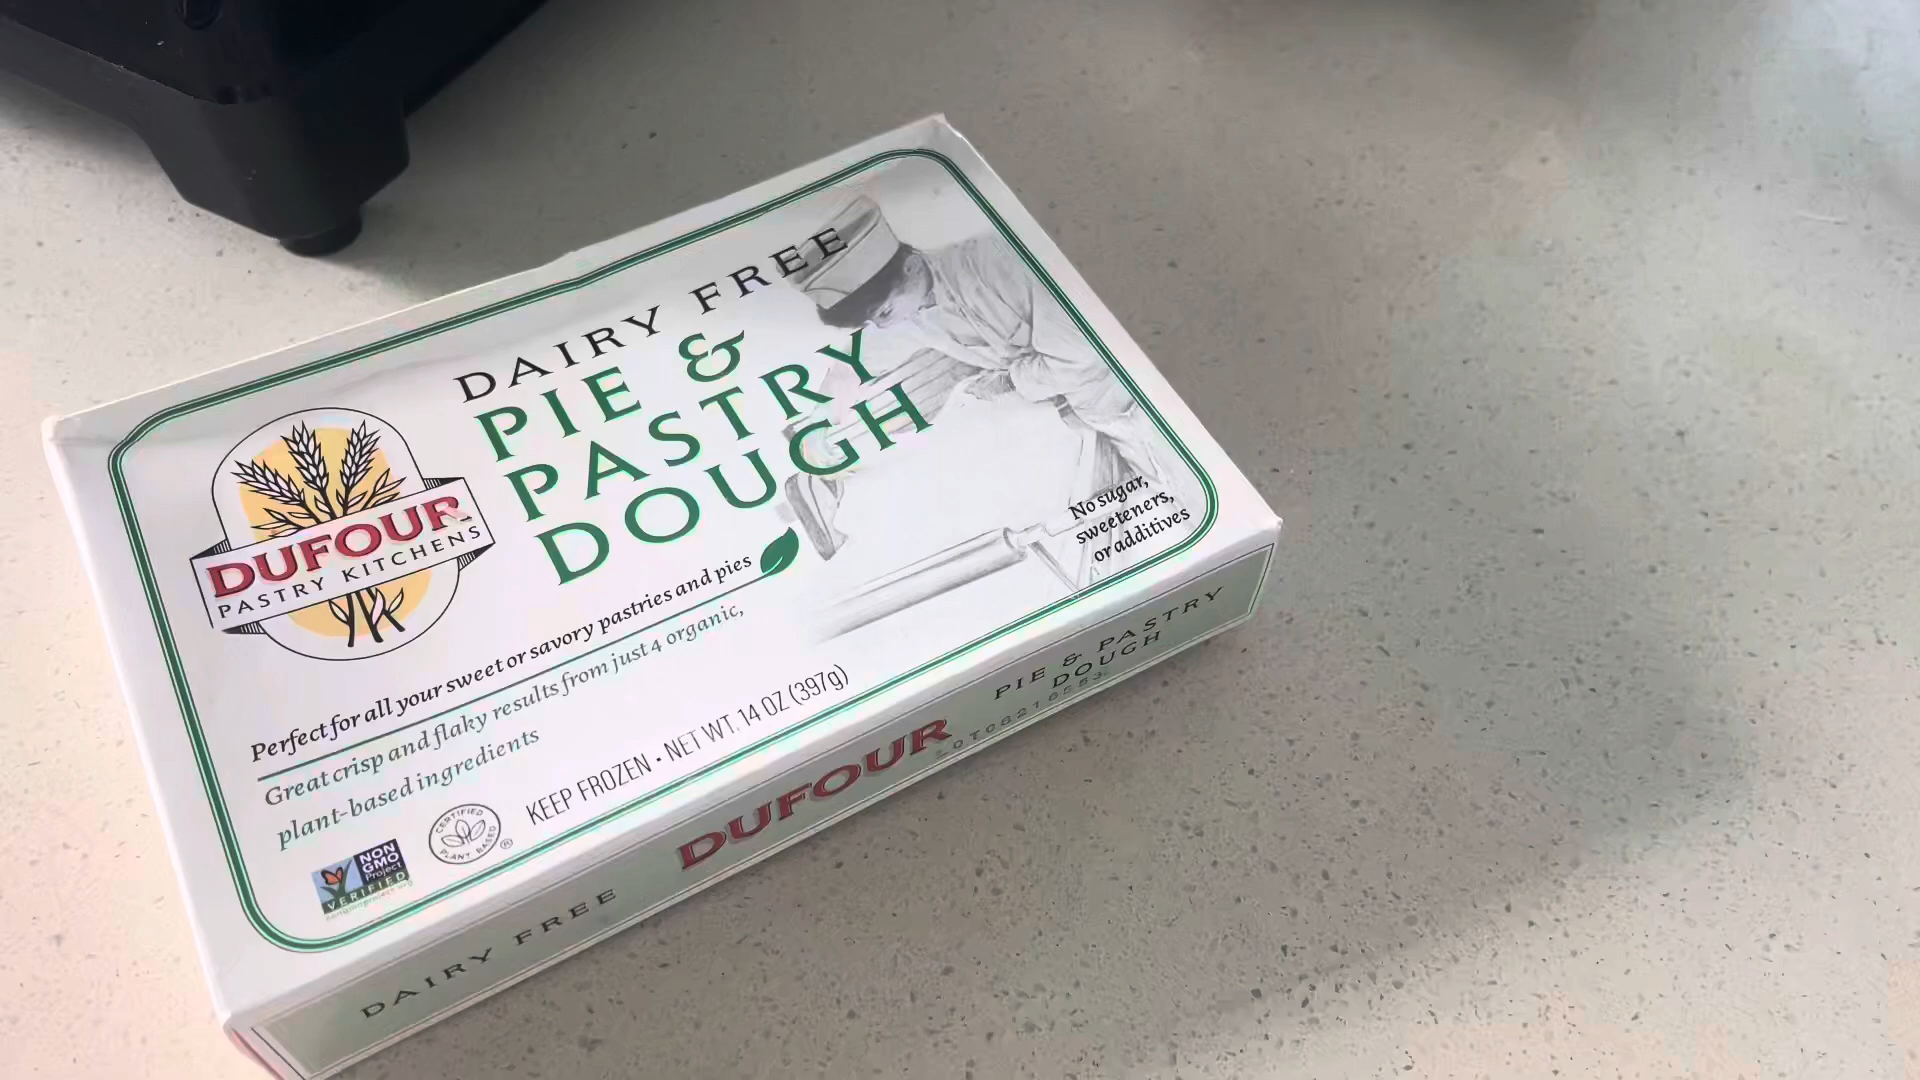 DAIRY FREE
PIE &
PASTRY
DOUGH
DUFOUR
PASTRY KITCHENS
No sugar,
sweeteners,
or additives
Perfect for all your sweet or savory pastries and pies
Great crisp and flaky results from just 4 organic,
plant-based ingredients
KEEP FROZEN • NET WT. 14 OZ (397g)
NON
GMO
Project
VERIFIED
nongmoproject.org
CERTIFIED
PLANT BASED
®
DAIRY FREE
DUFOUR
PIE & PASTRY
DOUGH